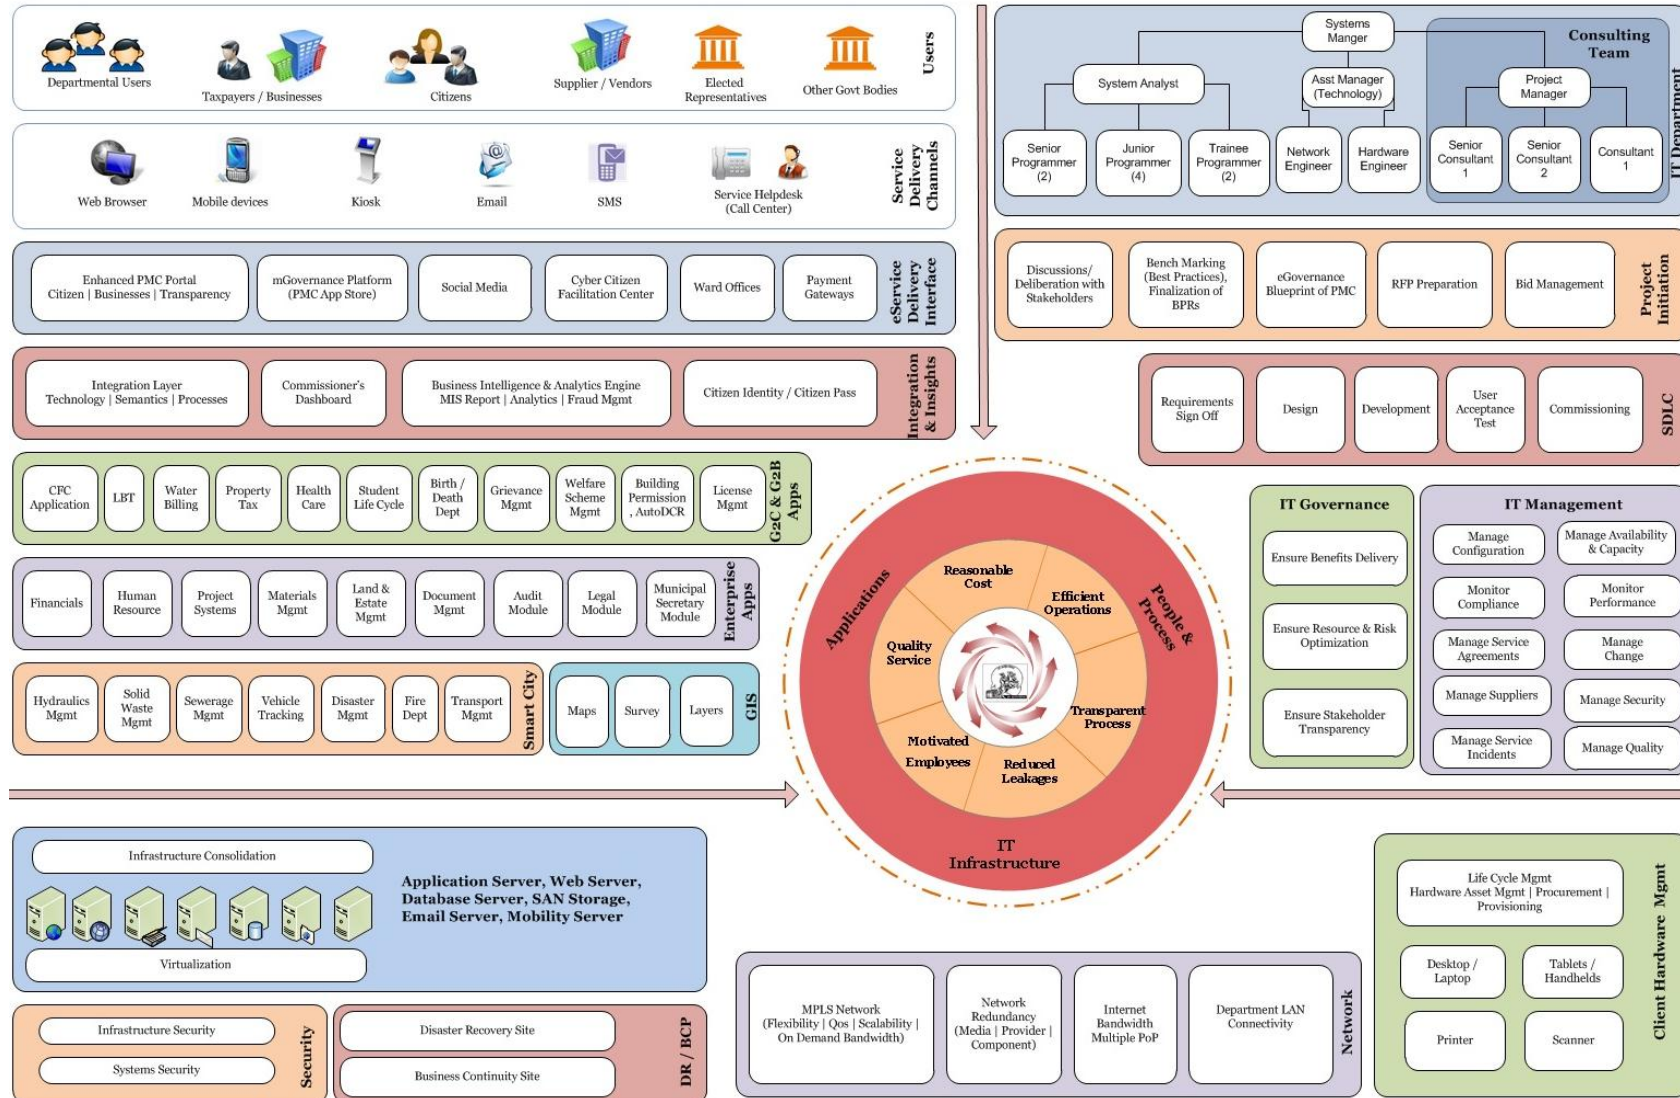 Departmental Users
Taxpayers / Businesses
Citizens
Supplier / Vendors
Elected
Representatives
Other Govt Bodies
Users
Web Browser
Mobile devices
Kiosk
Email
SMS
Service Helpdesk
(Call Center)
Service
Delivery
Channels
Enhanced PMC Portal
Citizen | Businesses | Transparency
mGovernance Platform
(PMC App Store)
Social Media
Cyber Citizen
Facilitation Center
Ward Offices
Payment
Gateways
eService
Delivery
Interface
Integration Layer
Technology | Semantics | Processes
Commissioner's
Dashboard
Business Intelligence & Analytics Engine
MIS Report | Analytics | Fraud Mgmt
Citizen Identity / Citizen Pass
Integration
& Insights
CFC
Application
LBT
Water
Billing
Property
Tax
Health
Care
Student
Life Cycle
Birth /
Death
Dept
Grievance
Mgmt
Welfare
Scheme
Mgmt
Building
Permission
, AutoDCR
License
Mgmt
G2C & G2B
Apps
Financials
Human
Resource
Project
Systems
Materials
Mgmt
Land &
Estate
Mgmt
Document
Mgmt
Audit
Module
Legal
Module
Municipal
Secretary
Module
Enterprise
Apps
Hydraulics
Mgmt
Solid
Waste
Mgmt
Sewerage
Mgmt
Vehicle
Tracking
Disaster
Mgmt
Fire
Dept
Transport
Mgmt
Smart City
Maps
Survey
Layers
GIS
Systems
Manger
Consulting
Team
System Analyst
Asst Manager
(Technology)
Project
Manager
Senior
Programmer
(2)
Junior
Programmer
(4)
Trainee
Programmer
(2)
Network
Engineer
Hardware
Engineer
Senior
Consultant
1
Senior
Consultant
2
Consultant
1
IT Department
Discussions/
Deliberation with
Stakeholders
Bench Marking
(Best Practices),
Finalization of
BPRs
eGovernance
Blueprint of PMC
RFP Preparation
Bid Management
Project
Initiation
Requirements
Sign Off
Design
Development
User
Acceptance
Test
Commissioning
SDLC
IT Governance
Ensure Benefits Delivery
Ensure Resource & Risk
Optimization
Ensure Stakeholder
Transparency
IT Management
Manage
Configuration
Manage Availability
& Capacity
Monitor
Compliance
Monitor
Performance
Manage Service
Agreements
Manage
Change
Manage Suppliers
Manage Security
Manage Service
Incidents
Manage Quality
Applications
People &
Process
IT
Infrastructure
Reasonable
Cost
Efficient
Operations
Quality
Service
Transparent
Process
Motivated
Employees
Reduced
Leakages
Infrastructure Consolidation
Application Server, Web Server,
Database Server, SAN Storage,
Email Server, Mobility Server
Virtualization
Infrastructure Security
Systems Security
Security
Disaster Recovery Site
Business Continuity Site
DR / BCP
MPLS Network
(Flexibility | Qos | Scalability |
On Demand Bandwidth)
Network
Redundancy
(Media | Provider |
Component)
Internet
Bandwidth
Multiple PoP
Department LAN
Connectivity
Network
Life Cycle Mgmt
Hardware Asset Mgmt | Procurement |
Provisioning
Desktop /
Laptop
Tablets /
Handhelds
Printer
Scanner
Client Hardware Mgmt